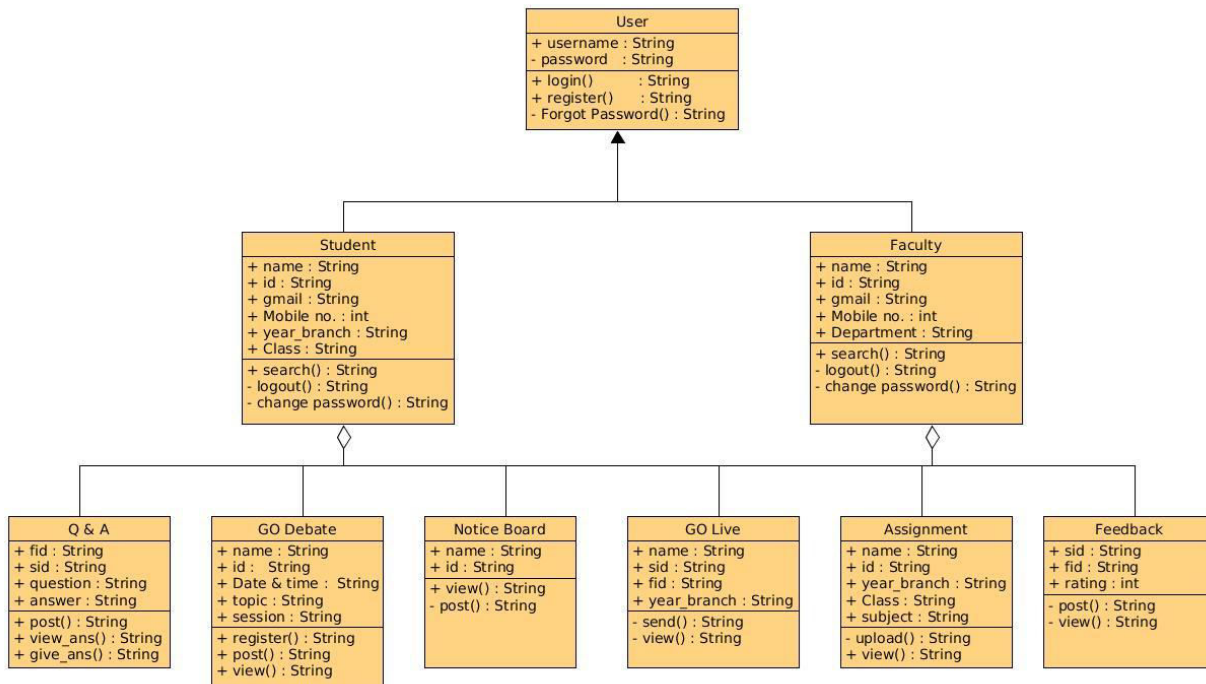 User
+ username : String
- password : String
+ login() : String
+ register() : String
- Forgot Password() : String
Student
+ name : String
+ id : String
+ gmail : String
+ Mobile no. : int
+ year_branch : String
+ Class : String
+ search() : String
- logout() : String
- change password() : String
Faculty
+ name : String
+ id : String
+ gmail : String
+ Mobile no. : int
+ Department : String
+ search() : String
- logout() : String
- change password() : String
Q & A
+ fid : String
+ sid : String
+ question : String
+ answer : String
+ post() : String
+ view_ans() : String
+ give_ans() : String
GO Debate
+ name : String
+ id : String
+ Date & time : String
+ topic : String
+ session : String
+ register() : String
+ post() : String
+ view() : String
Notice Board
+ name : String
+ id : String
+ view() : String
- post() : String
GO Live
+ name : String
+ sid : String
+ fid : String
+ year_branch : String
- send() : String
- view() : String
Assignment
+ name : String
+ id : String
+ year_branch : String
+ Class : String
+ subject : String
- upload() : String
+ view() : String
Feedback
+ sid : String
+ fid : String
+ rating : int
- post() : String
- view() : String